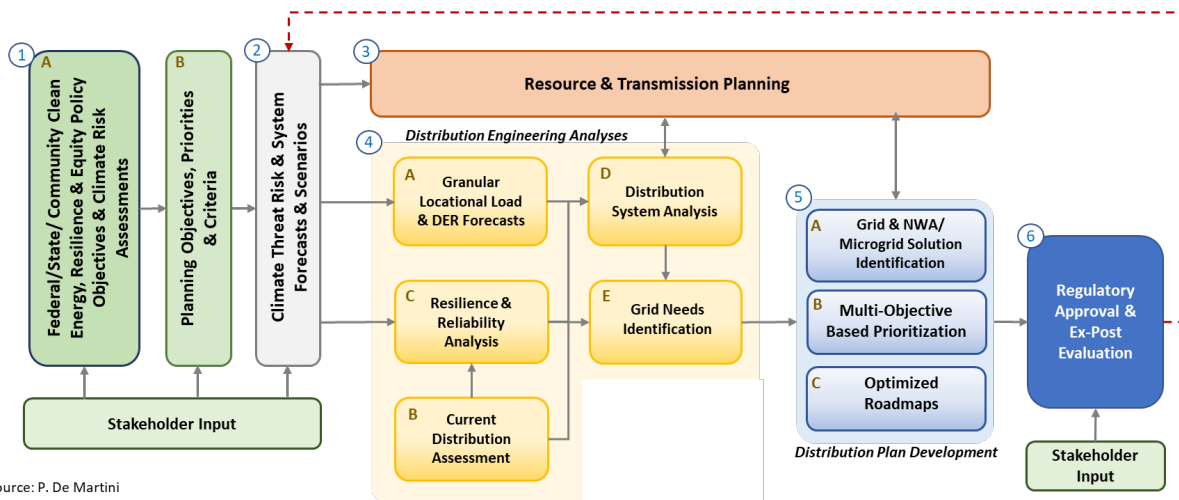 1
A
Federal/State/ Community Clean
Energy, Resilience & Equity Policy
Objectives & Climate Risk
Assessments
B
Planning Objectives, Priorities
& Criteria
2
Climate Threat Risk & System
Forecasts & Scenarios
Stakeholder Input
3
Resource & Transmission Planning
4
Distribution Engineering Analyses
A
Granular
Locational Load
& DER Forecasts
D
Distribution
System Analysis
C
Resilience &
Reliability
Analysis
E
Grid Needs
Identification
B
Current
Distribution
Assessment
5
A
Grid & NWA/
Microgrid Solution
Identification
B
Multi-Objective
Based Prioritization
C
Optimized
Roadmaps
Distribution Plan Development
6
Regulatory
Approval &
Ex-Post
Evaluation
Stakeholder
Input
ource: P. De Martini